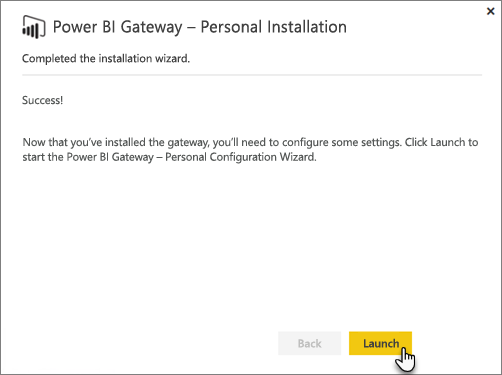 Power BI Gateway – Personal Installation
Completed the installation wizard.
Success!
Now that you've installed the gateway, you'll need to configure some settings. Click Launch to
start the Power BI Gateway – Personal Configuration Wizard.
Back
Launch